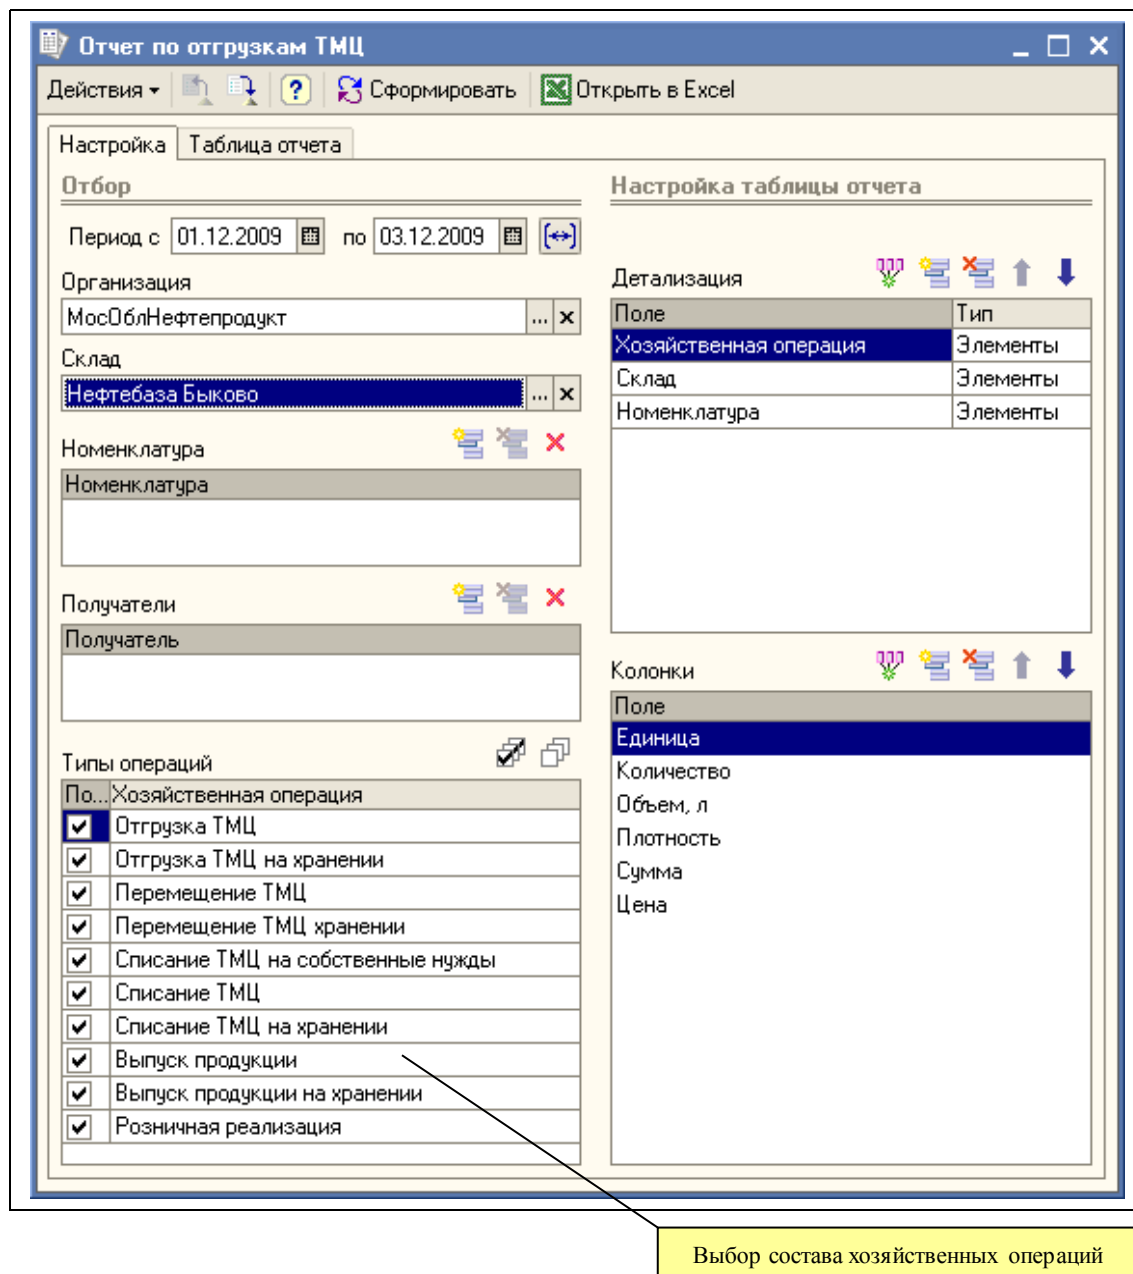 Отчет по отгрузкам ТМЦ
Действия Сформировать Открыть в Excel
Настройка Таблица отчета
Отбор
Период с 01.12.2009 по 03.12.2009
Организация
МосОблНефтепродукт ... x
Склад
Нефтебаза Быково ... x
Номенклатура
Номенклатура
Получатели
Получатель
Типы операций
По... Хозяйственная операция
Отгрузка ТМЦ
Отгрузка ТМЦ на хранении
Перемещение ТМЦ
Перемещение ТМЦ хранении
Списание ТМЦ на собственные нужды
Списание ТМЦ
Списание ТМЦ на хранении
Выпуск продукции
Выпуск продукции на хранении
Розничная реализация
Настройка таблицы отчета
Детализация
Поле Тип
Хозяйственная операция Элементы
Склад Элементы
Номенклатура Элементы
Колонки
Поле
Единица
Количество
Объем, л
Плотность
Сумма
Цена
Выбор состава хозяйственных операций